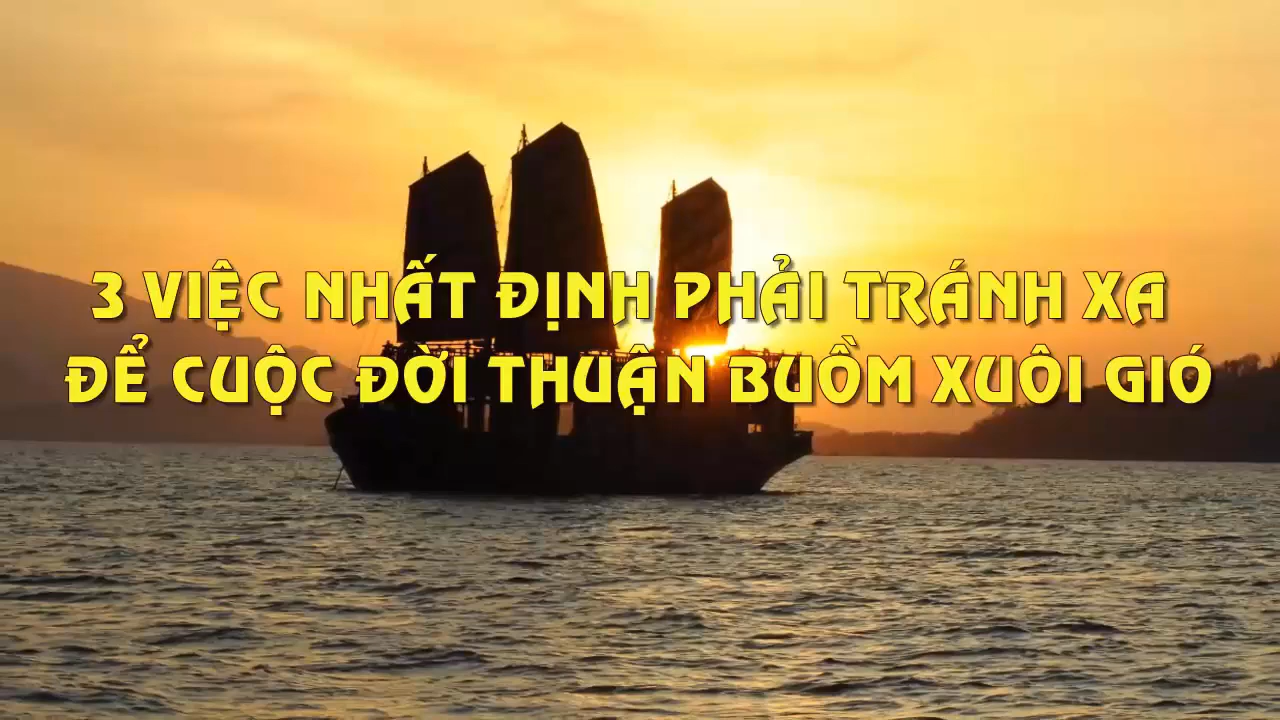 3 VIỆC NHẤT ĐỊNH PHẢI TRÁNH XA
ĐỂ CUỘC ĐỜI THUẬN BUỒM XUÔI GIÓ